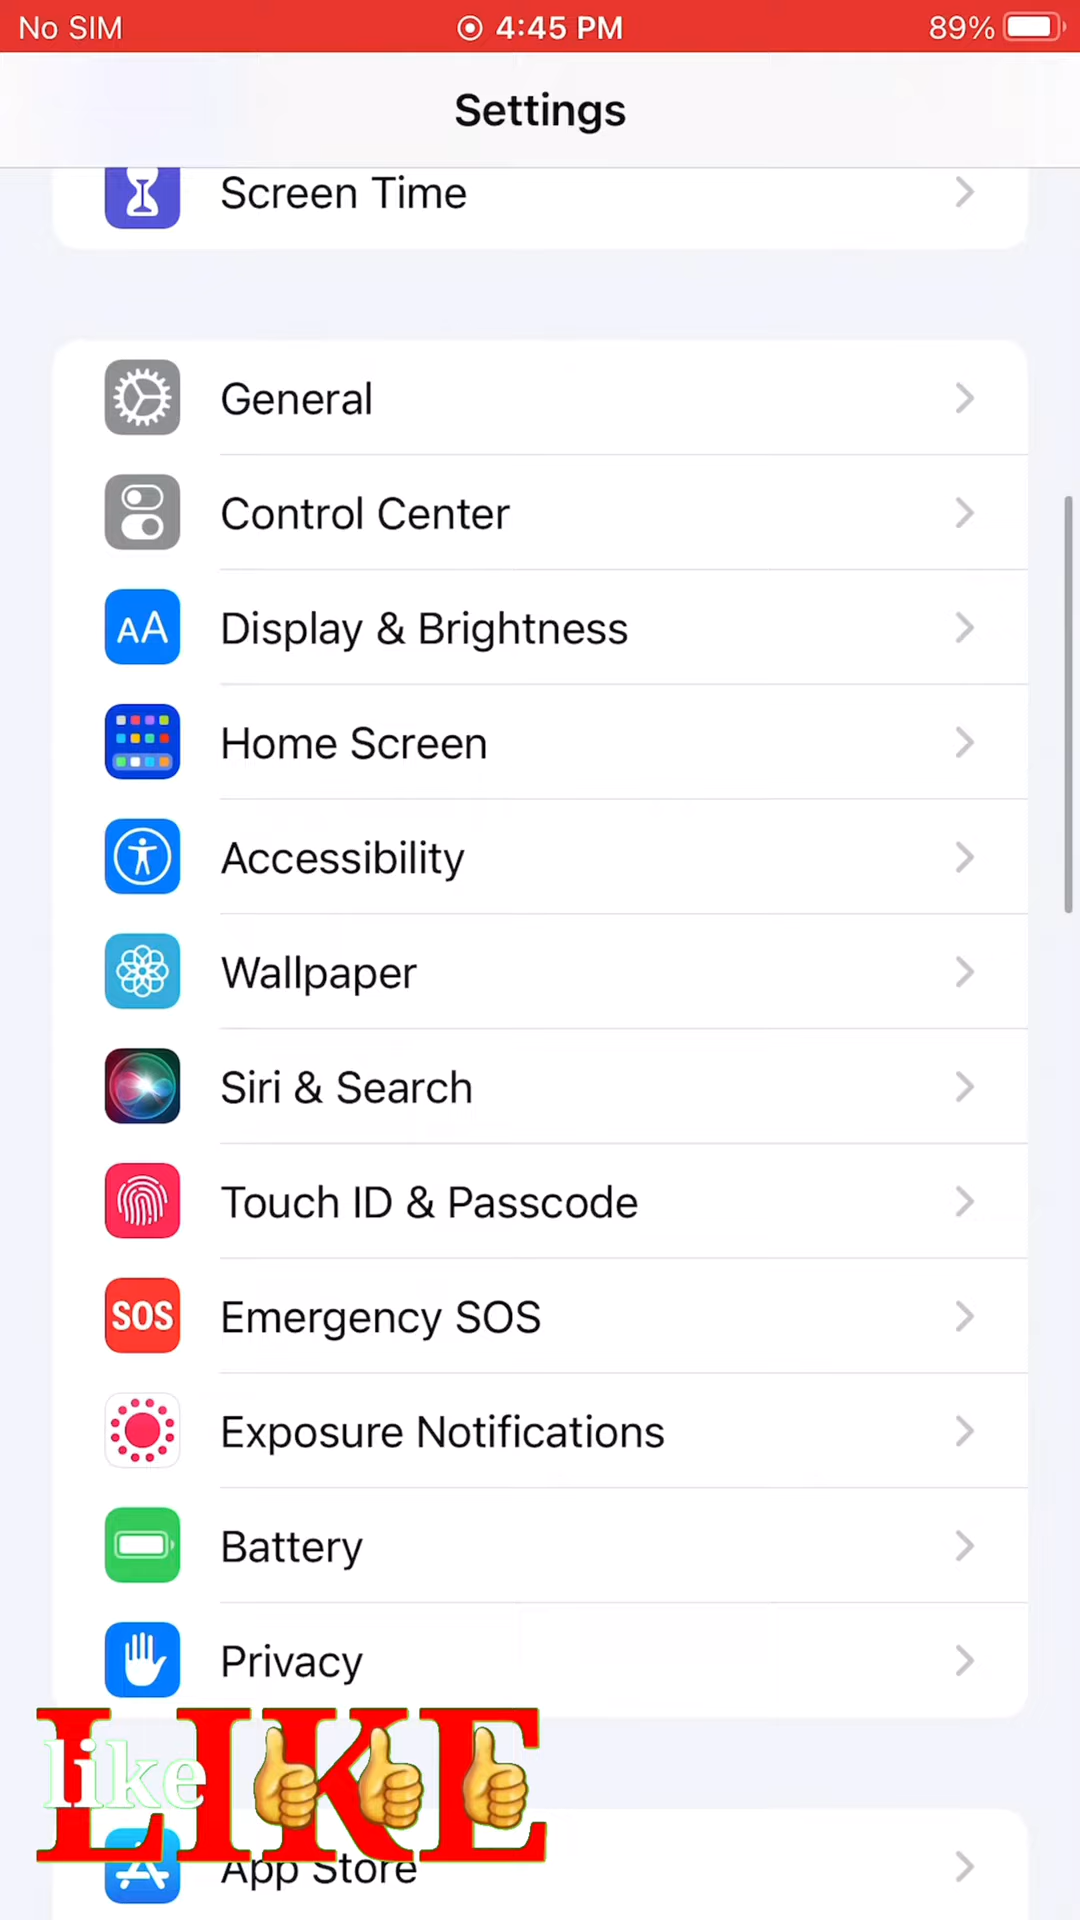 No SIM 4:45 PM 89%
Settings
Screen Time
General
Control Center
AA Display & Brightness
Home Screen
Accessibility
Wallpaper
Siri & Search
Touch ID & Passcode
SOS Emergency SOS
Exposure Notifications
Battery
Privacy
LIKE
like
App Store